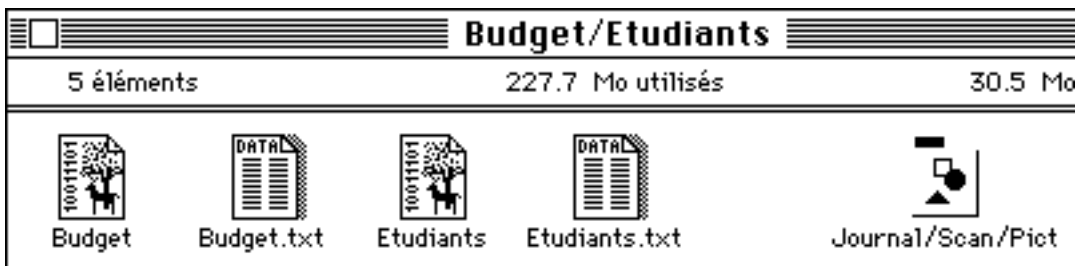 Budget/Etudiants
5 éléments 227.7 Mo utilisés 30.5 Mo
10011101 DATA 10011101 DATA
Budget Budget.txt Etudiants Etudiants.txt Journal/Scan/Pict